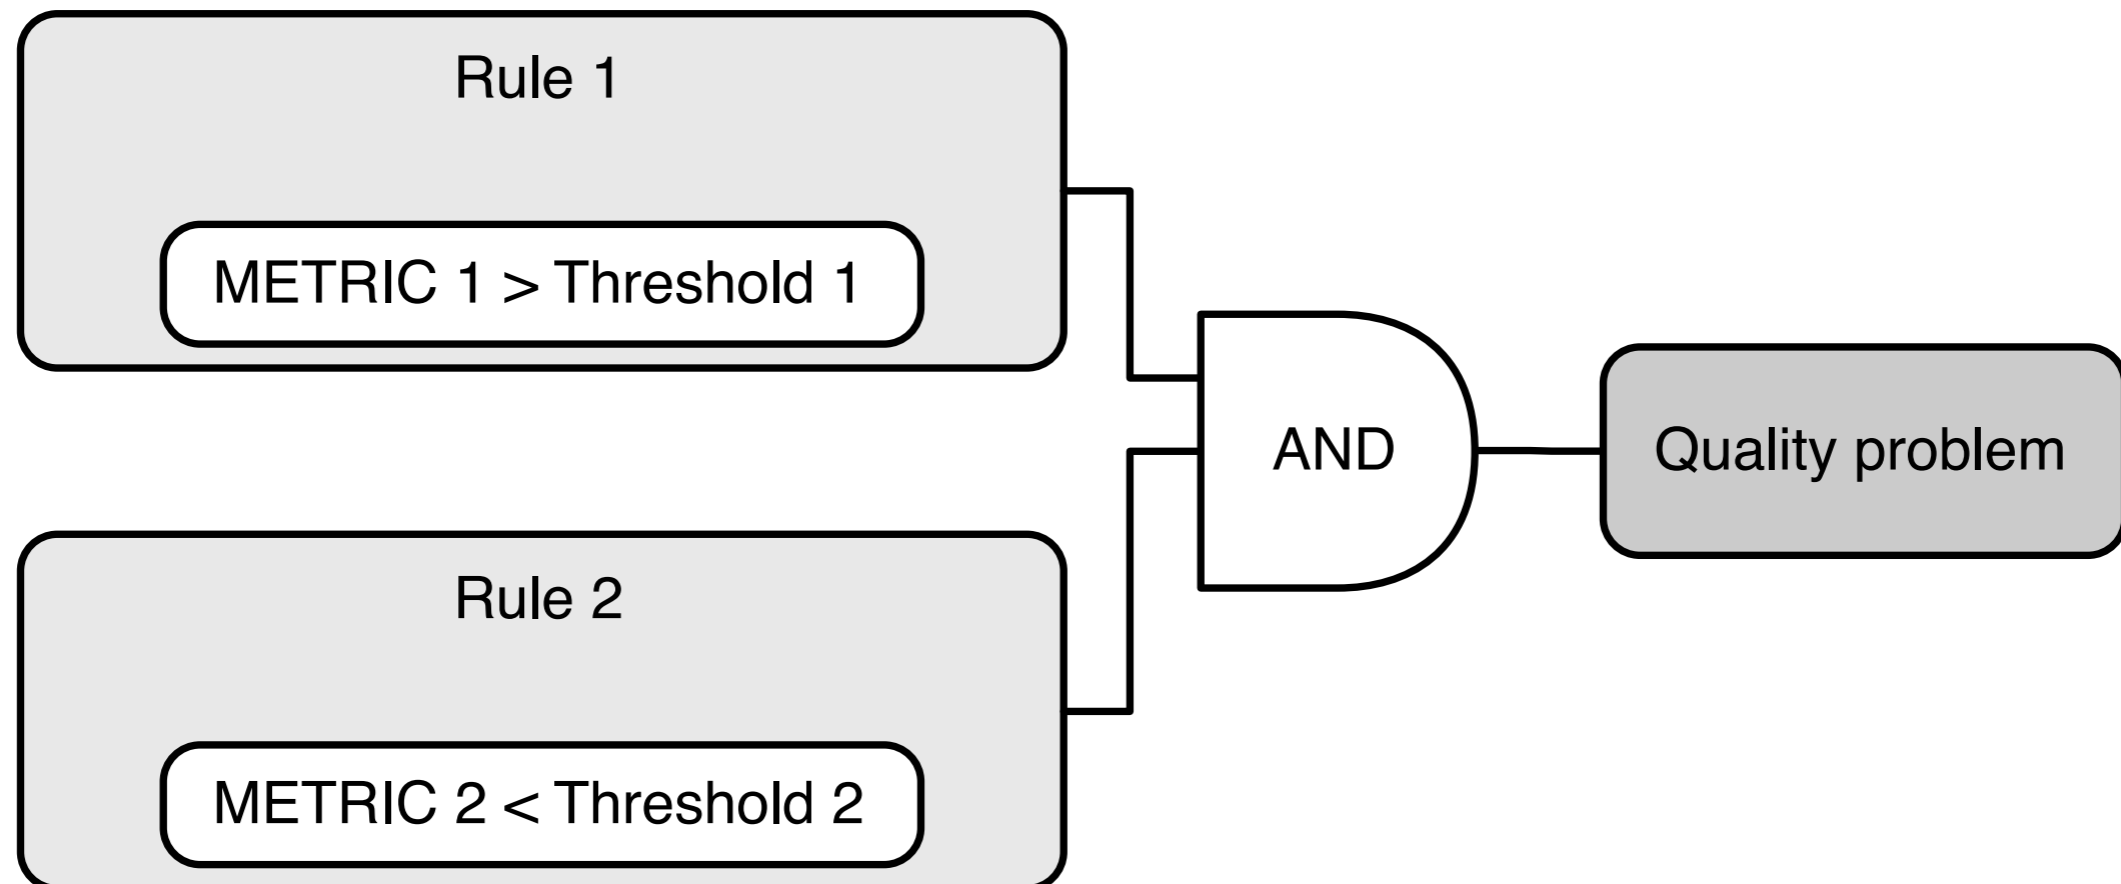 Rule 1
METRIC 1 > Threshold 1
AND
Quality problem
Rule 2
METRIC 2 < Threshold 2